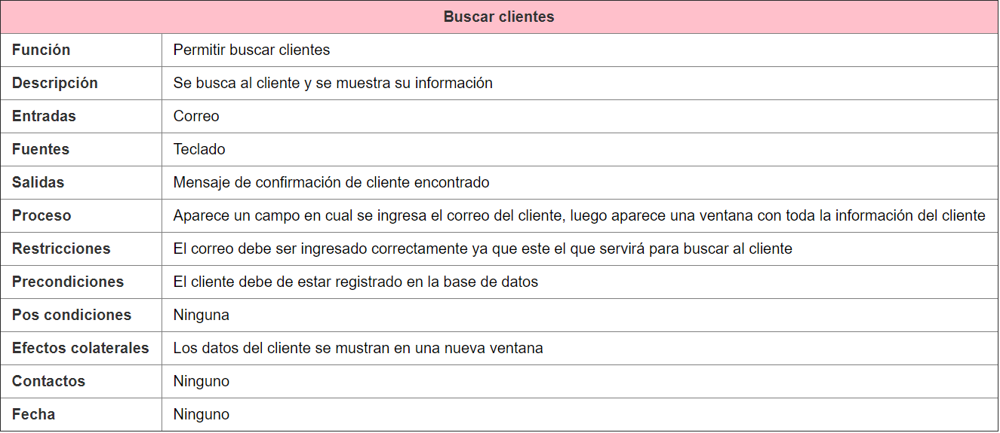 Buscar clientes
Función Permitir buscar clientes
Descripción Se busca al cliente y se muestra su información
Entradas Correo
Fuentes Teclado
Salidas Mensaje de confirmación de cliente encontrado
Proceso Aparece un campo en cual se ingresa el correo del cliente, luego aparece una ventana con toda la información del cliente
Restricciones El correo debe ser ingresado correctamente ya que este el que servirá para buscar al cliente
Precondiciones El cliente debe de estar registrado en la base de datos
Pos condiciones Ninguna
Efectos colaterales Los datos del cliente se mustran en una nueva ventana
Contactos Ninguno
Fecha Ninguno